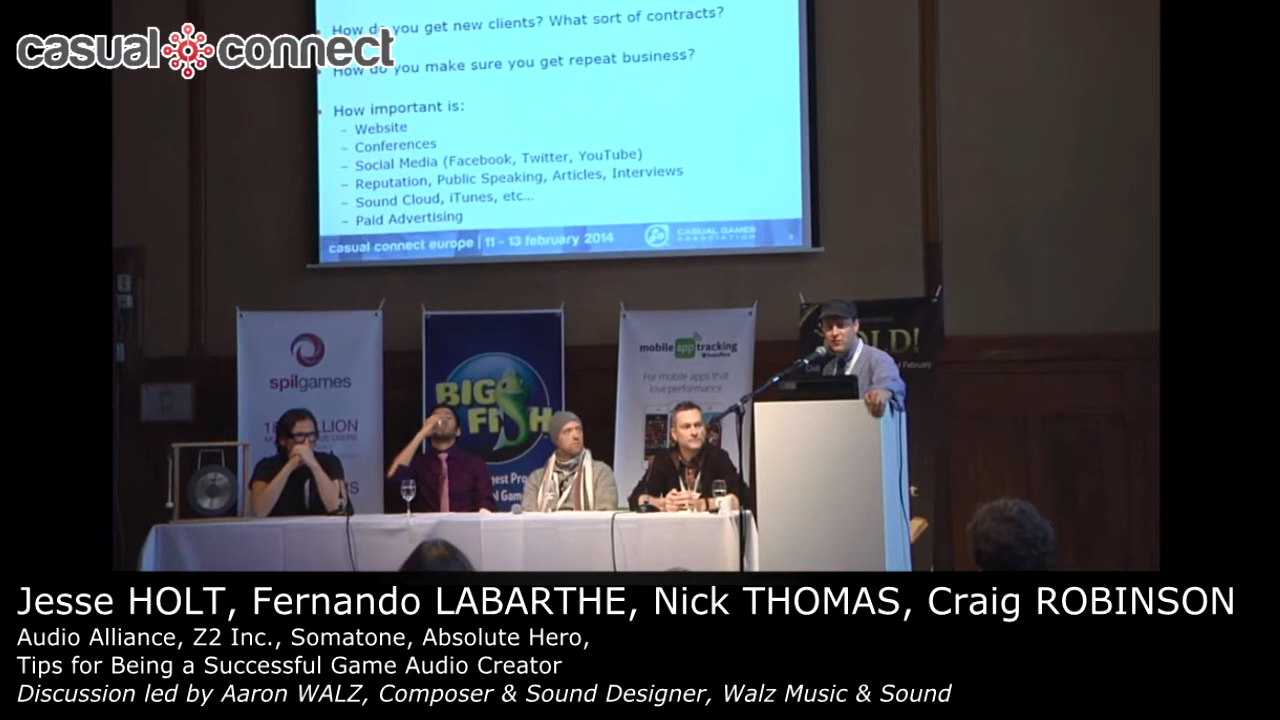 casual connect
How do you get new clients? What sort of contracts?
How do you make sure you get repeat business?
How important is:
– Website
– Conferences
– Social Media (Facebook, Twitter, YouTube)
– Reputation, Public Speaking, Articles, Interviews
– Sound Cloud, iTunes, etc...
– Paid Advertising
casual connect europe | 11 - 13 february 2014
CASUAL GAMES
ASSOCIATION
spilgames
BIG
FISH
mobile app tracking
For mobile apps that
love performance
February
Jesse HOLT, Fernando LABARTHE, Nick THOMAS, Craig ROBINSON
Audio Alliance, Z2 Inc., Somatone, Absolute Hero,
Tips for Being a Successful Game Audio Creator
Discussion led by Aaron WALZ, Composer & Sound Designer, Walz Music & Sound